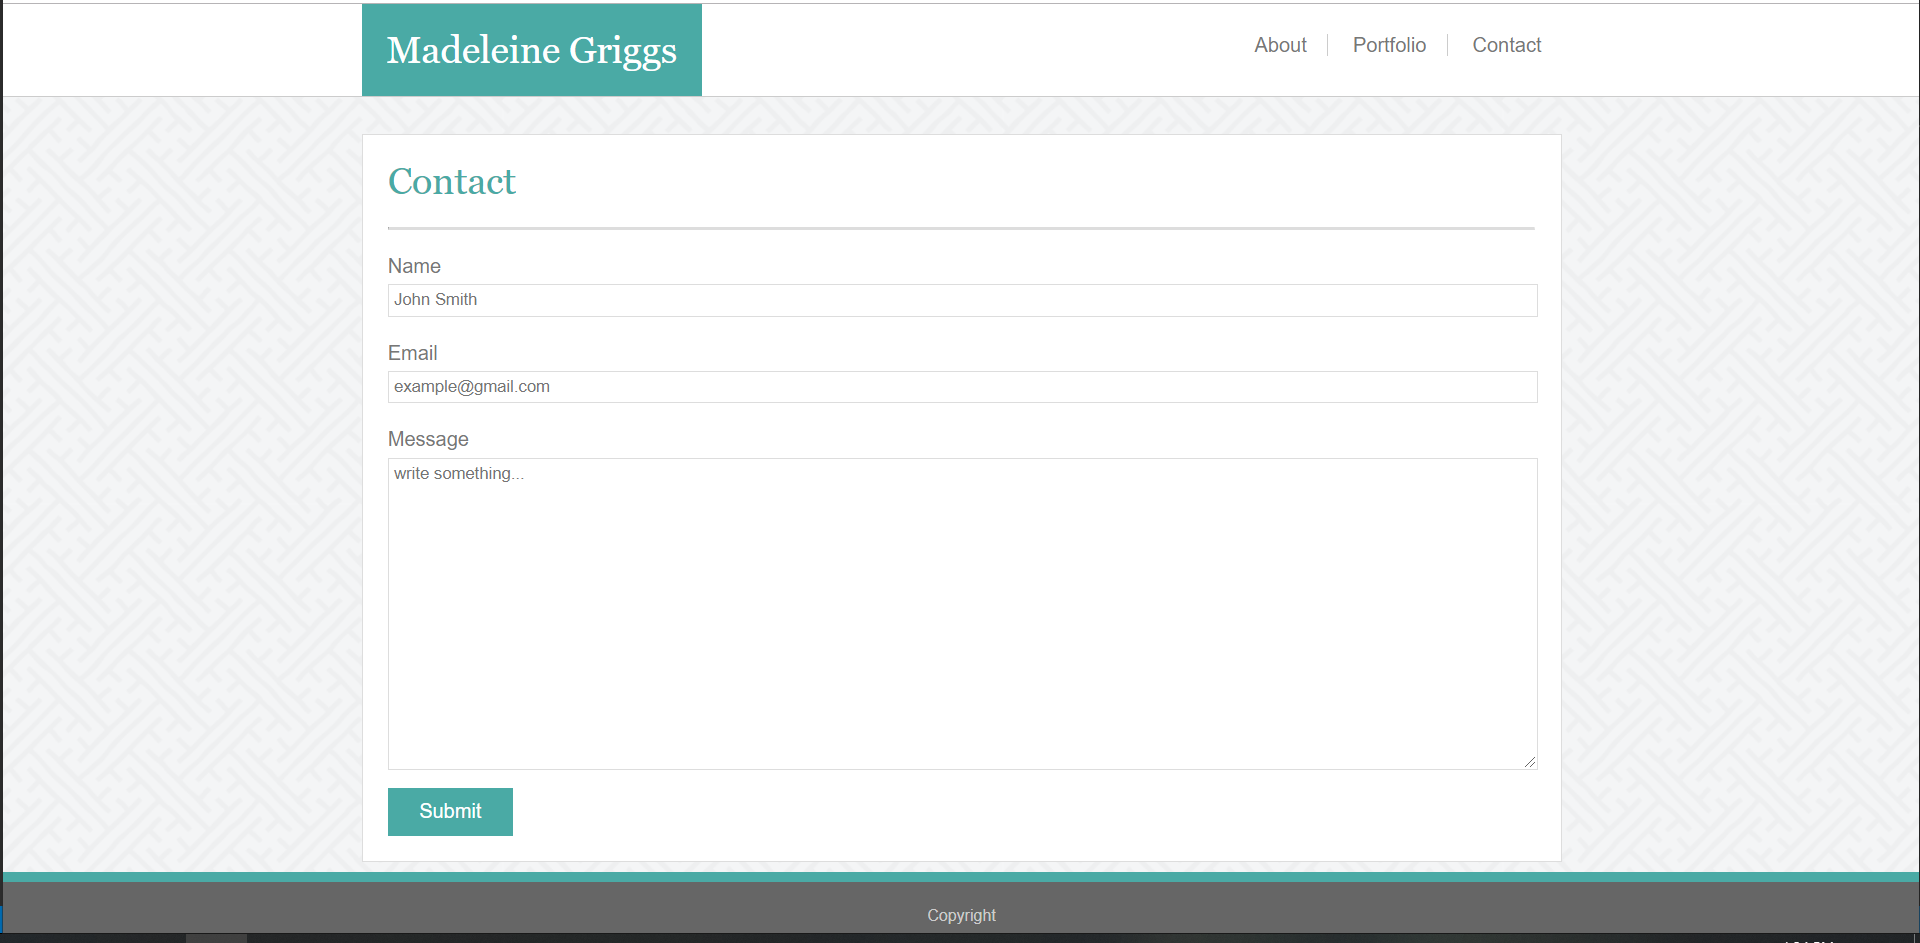 Madeleine Griggs
About
Portfolio
Contact
Contact
Name
John Smith
Email
example@gmail.com
Message
write something...
Submit
Copyright